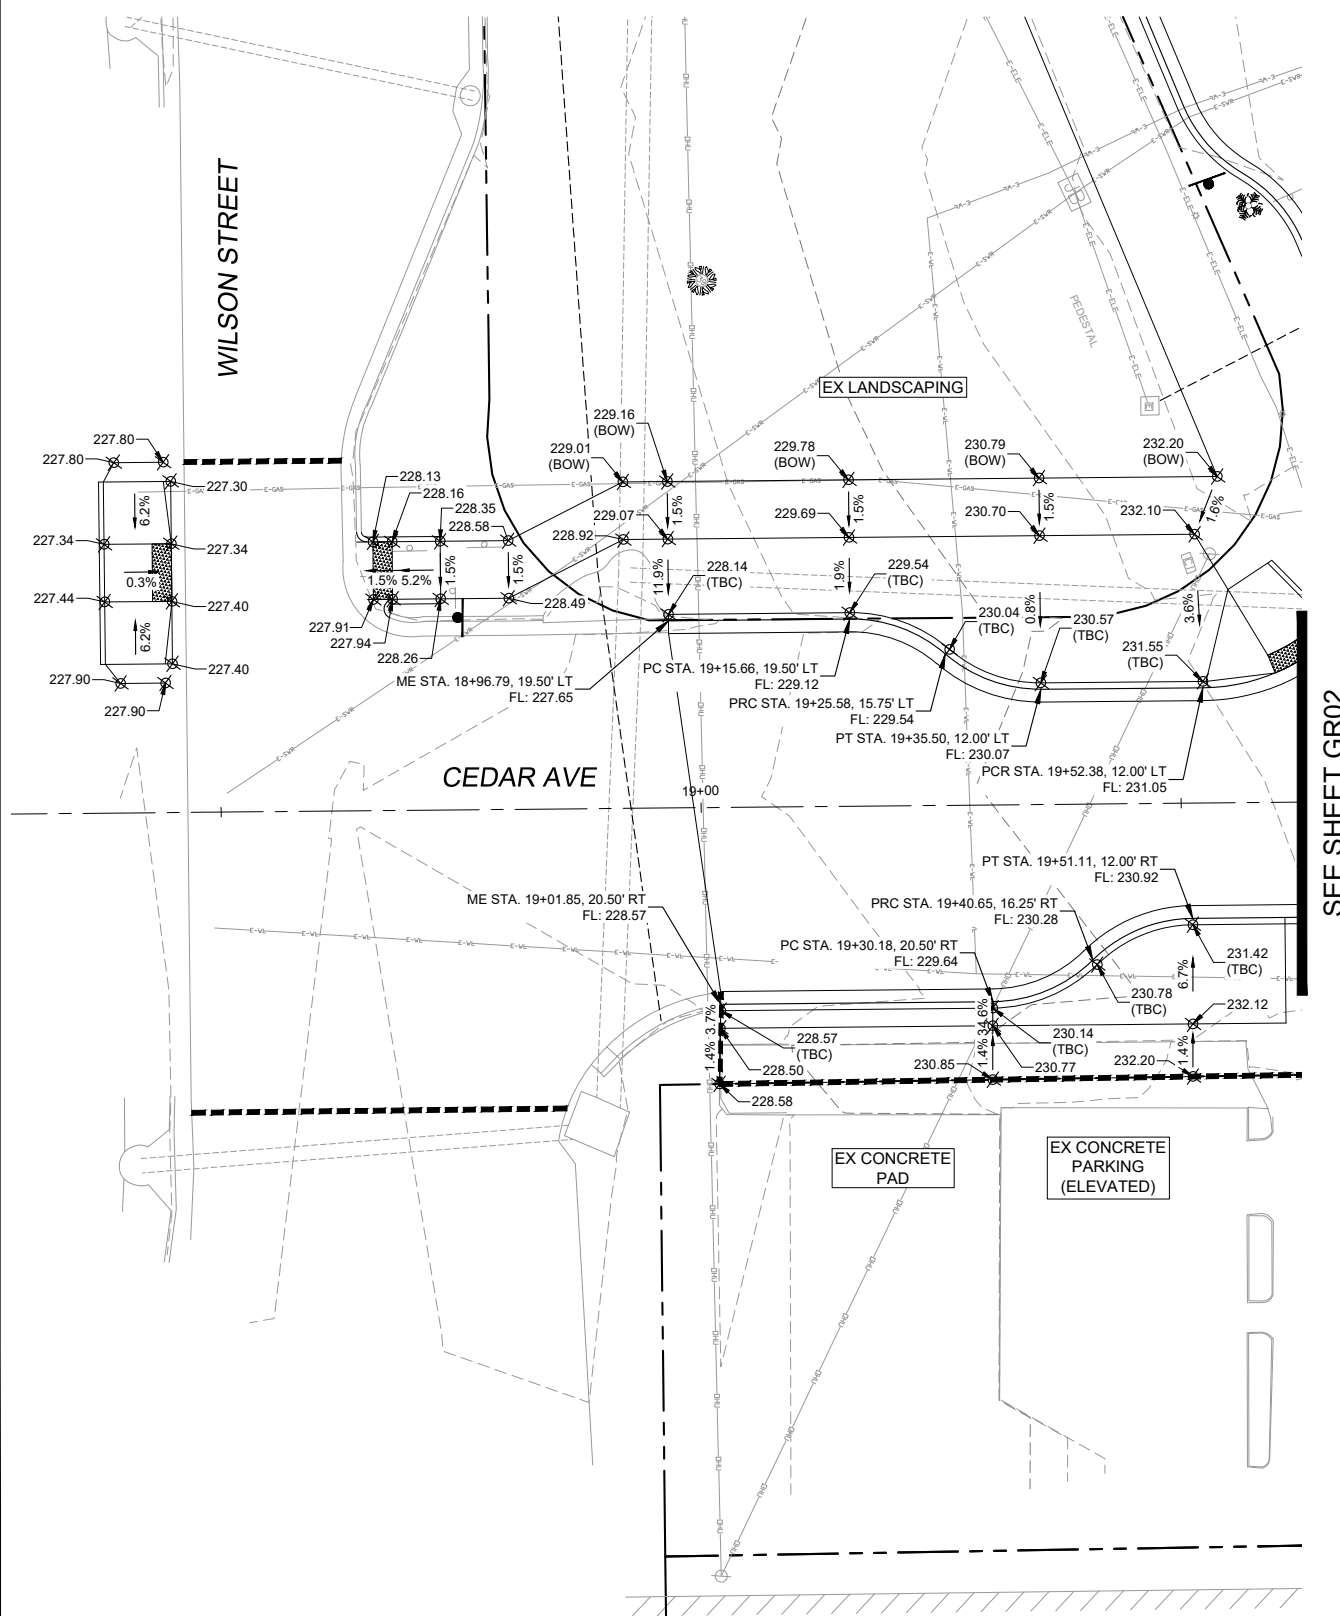 WILSON STREET
CEDAR AVE
SEE SHEET GR02
EX LANDSCAPING
PEDESTAL
JB
E
227.80
227.80
227.30
6.2%
227.34
227.34
0.3%
227.44
227.40
6.2%
227.40
227.90
227.90
228.13
228.16
228.35
228.58
1.5%
5.2%
1.5%
1.5%
227.91
227.94
228.26
228.49
229.01
(BOW)
229.16
(BOW)
229.78
(BOW)
230.79
(BOW)
232.20
(BOW)
1.5%
1.5%
1.5%
1.6%
229.07
228.92
229.69
230.70
232.10
11.9%
1.9%
0.8%
3.6%
228.14
(TBC)
229.54
(TBC)
230.04
(TBC)
230.57
(TBC)
231.55
(TBC)
ME STA. 18+96.79, 19.50' LT
FL: 227.65
PC STA. 19+15.66, 19.50' LT
FL: 229.12
PRC STA. 19+25.58, 15.75' LT
FL: 229.54
PT STA. 19+35.50, 12.00' LT
FL: 230.07
PCR STA. 19+52.38, 12.00' LT
FL: 231.05
19+00
ME STA. 19+01.85, 20.50' RT
FL: 228.57
PC STA. 19+30.18, 20.50' RT
FL: 229.64
PRC STA. 19+40.65, 16.25' RT
FL: 230.28
PT STA. 19+51.11, 12.00' RT
FL: 230.92
231.42
(TBC)
6.7%
230.78
(TBC)
232.12
3.7%
1.4%
228.57
(TBC)
228.50
228.58
34.6%
1.4%
230.14
(TBC)
230.85
230.77
232.20
1.4%
EX CONCRETE
PAD
EX CONCRETE
PARKING
(ELEVATED)
E-GAS
E-SWR
E-WL
E-ELE
OHU